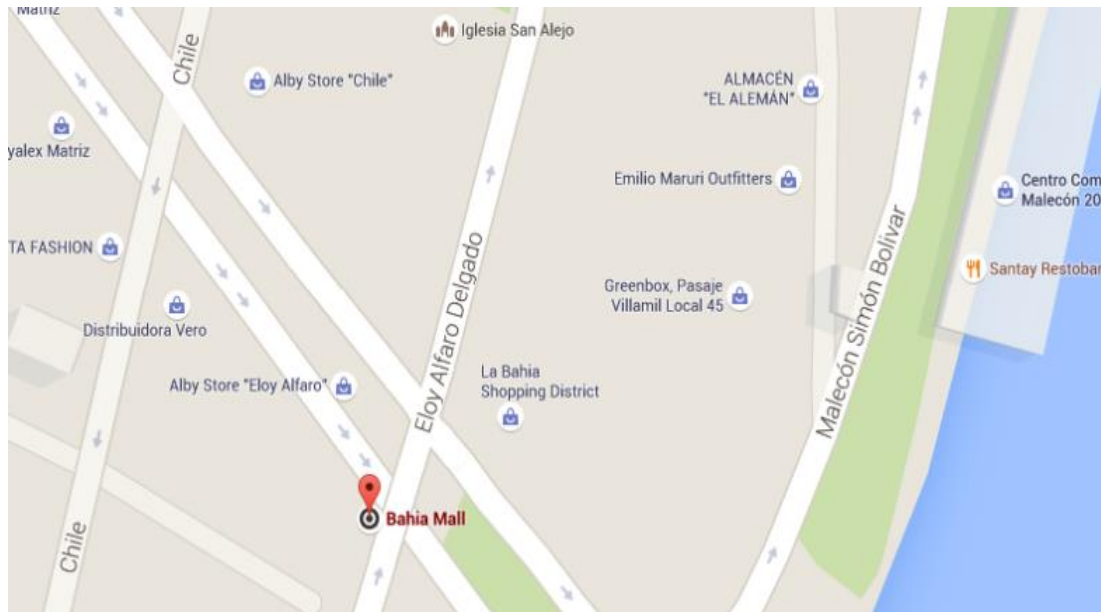 Matriz
Chile
Iglesia San Alejo
Alby Store "Chile"
ALMACÉN
"EL ALEMÁN"
yalex Matriz
Emilio Maruri Outfitters
Centro Com
Malecón 20
TA FASHION
Eloy Alfaro Delgado
Malecón Simón Bolivar
Santay Restobar
Greenbox, Pasaje
Villamil Local 45
Distribuidora Vero
Alby Store "Eloy Alfaro"
La Bahia
Shopping District
Bahia Mall
Chile